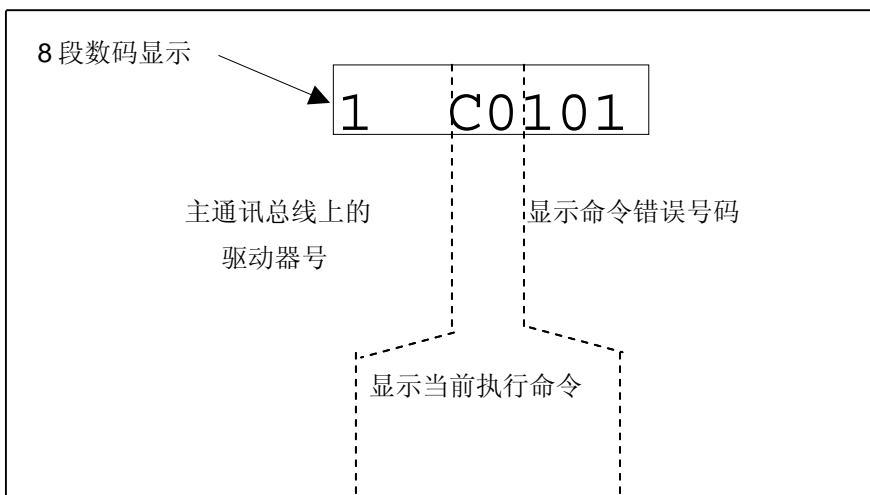 8段数码显示
1  C0101
主通讯总线上的
驱动器号
显示命令错误号码
显示当前执行命令